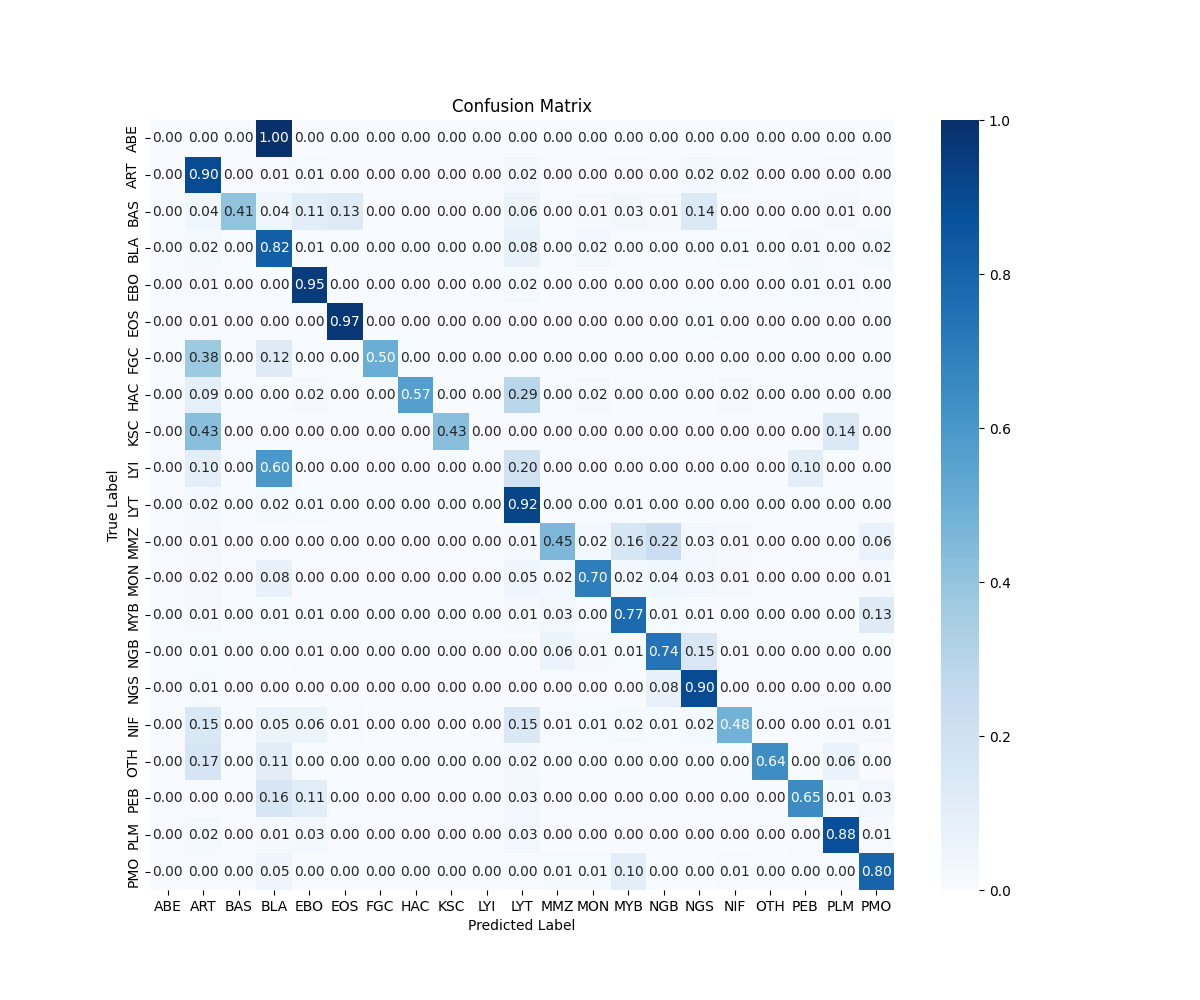 Confusion Matrix
ABE 0.00 0.00 0.00 1.00 0.00 0.00 0.00 0.00 0.00 0.00 0.00 0.00 0.00 0.00 0.00 0.00 0.00 0.00 0.00 0.00 0.00
ART 0.00 0.90 0.00 0.01 0.01 0.00 0.00 0.00 0.00 0.00 0.02 0.00 0.00 0.00 0.00 0.02 0.02 0.00 0.00 0.00 0.00
BAS 0.00 0.04 0.41 0.04 0.11 0.13 0.00 0.00 0.00 0.00 0.06 0.00 0.01 0.03 0.01 0.14 0.00 0.00 0.00 0.01 0.00
BLA 0.00 0.02 0.00 0.82 0.01 0.00 0.00 0.00 0.00 0.00 0.08 0.00 0.02 0.00 0.00 0.00 0.01 0.00 0.01 0.00 0.02
EBO 0.00 0.01 0.00 0.00 0.95 0.00 0.00 0.00 0.00 0.00 0.02 0.00 0.00 0.00 0.00 0.00 0.00 0.00 0.01 0.01 0.00
EOS 0.00 0.01 0.00 0.00 0.00 0.97 0.00 0.00 0.00 0.00 0.00 0.00 0.00 0.00 0.00 0.01 0.00 0.00 0.00 0.00 0.00
FGC 0.00 0.38 0.00 0.12 0.00 0.00 0.50 0.00 0.00 0.00 0.00 0.00 0.00 0.00 0.00 0.00 0.00 0.00 0.00 0.00 0.00
HAC 0.00 0.09 0.00 0.00 0.02 0.00 0.00 0.57 0.00 0.00 0.29 0.00 0.02 0.00 0.00 0.00 0.02 0.00 0.00 0.00 0.00
KSC 0.00 0.43 0.00 0.00 0.00 0.00 0.00 0.00 0.43 0.00 0.00 0.00 0.00 0.00 0.00 0.00 0.00 0.00 0.00 0.14 0.00
LYI 0.00 0.10 0.00 0.60 0.00 0.00 0.00 0.00 0.00 0.00 0.20 0.00 0.00 0.00 0.00 0.00 0.00 0.00 0.10 0.00 0.00
LYT 0.00 0.02 0.00 0.02 0.01 0.00 0.00 0.00 0.00 0.00 0.92 0.00 0.00 0.01 0.00 0.00 0.00 0.00 0.00 0.00 0.00
MMZ 0.00 0.01 0.00 0.01 0.00 0.00 0.00 0.00 0.00 0.00 0.01 0.45 0.02 0.16 0.22 0.03 0.01 0.00 0.00 0.00 0.06
MON 0.00 0.02 0.00 0.08 0.00 0.00 0.00 0.00 0.00 0.00 0.05 0.02 0.70 0.02 0.04 0.03 0.01 0.00 0.00 0.00 0.01
MYB 0.00 0.01 0.00 0.01 0.01 0.00 0.00 0.00 0.00 0.00 0.01 0.03 0.00 0.77 0.01 0.01 0.00 0.00 0.00 0.00 0.13
NGB 0.00 0.01 0.00 0.00 0.01 0.00 0.00 0.00 0.00 0.00 0.00 0.06 0.01 0.01 0.74 0.15 0.01 0.00 0.00 0.00 0.00
NGS 0.00 0.01 0.00 0.00 0.00 0.00 0.00 0.00 0.00 0.00 0.00 0.00 0.00 0.00 0.08 0.90 0.00 0.00 0.00 0.00 0.00
NIF 0.00 0.15 0.00 0.05 0.06 0.01 0.00 0.00 0.00 0.00 0.15 0.01 0.01 0.02 0.01 0.02 0.48 0.00 0.00 0.01 0.01
OTH 0.00 0.17 0.00 0.11 0.00 0.00 0.00 0.00 0.00 0.00 0.02 0.00 0.00 0.00 0.00 0.00 0.00 0.64 0.00 0.06 0.00
PEB 0.00 0.00 0.00 0.16 0.11 0.00 0.00 0.00 0.00 0.00 0.03 0.00 0.00 0.00 0.00 0.00 0.00 0.00 0.65 0.01 0.03
PLM 0.00 0.02 0.00 0.01 0.03 0.00 0.00 0.00 0.00 0.00 0.03 0.00 0.00 0.00 0.00 0.00 0.00 0.00 0.00 0.88 0.01
PMO 0.00 0.00 0.00 0.05 0.00 0.00 0.00 0.00 0.00 0.00 0.00 0.01 0.01 0.10 0.00 0.00 0.01 0.00 0.00 0.00 0.80
ABE ART BAS BLA EBO EOS FGC HAC KSC LYI LYT MMZ MON MYB NGB NGS NIF OTH PEB PLM PMO
Predicted Label
True Label
1.0
0.8
0.6
0.4
0.2
0.0